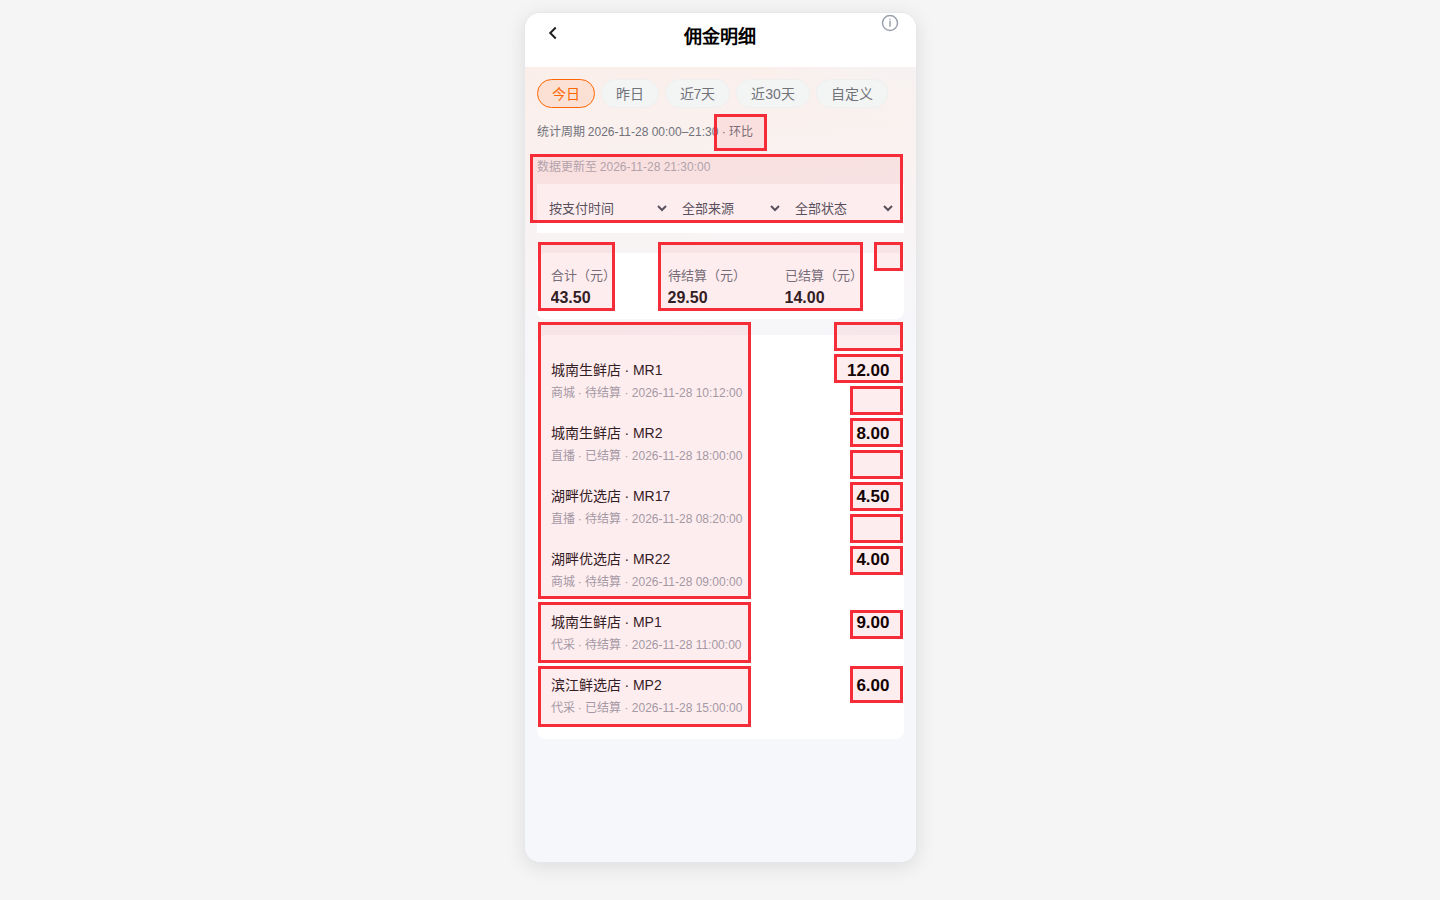 佣金明细
今日 昨日 近7天 近30天 自定义
统计周期 2026-11-28 00:00–21:30 · 环比
数据更新至 2026-11-28 21:30:00
按支付时间 全部来源 全部状态
合计（元） 待结算（元） 已结算（元）
43.50 29.50 14.00
城南生鲜店 · MR1 12.00
商城 · 待结算 · 2026-11-28 10:12:00
城南生鲜店 · MR2 8.00
直播 · 已结算 · 2026-11-28 18:00:00
湖畔优选店 · MR17 4.50
直播 · 待结算 · 2026-11-28 08:20:00
湖畔优选店 · MR22 4.00
商城 · 待结算 · 2026-11-28 09:00:00
城南生鲜店 · MP1 9.00
代采 · 待结算 · 2026-11-28 11:00:00
滨江鲜选店 · MP2 6.00
代采 · 已结算 · 2026-11-28 15:00:00